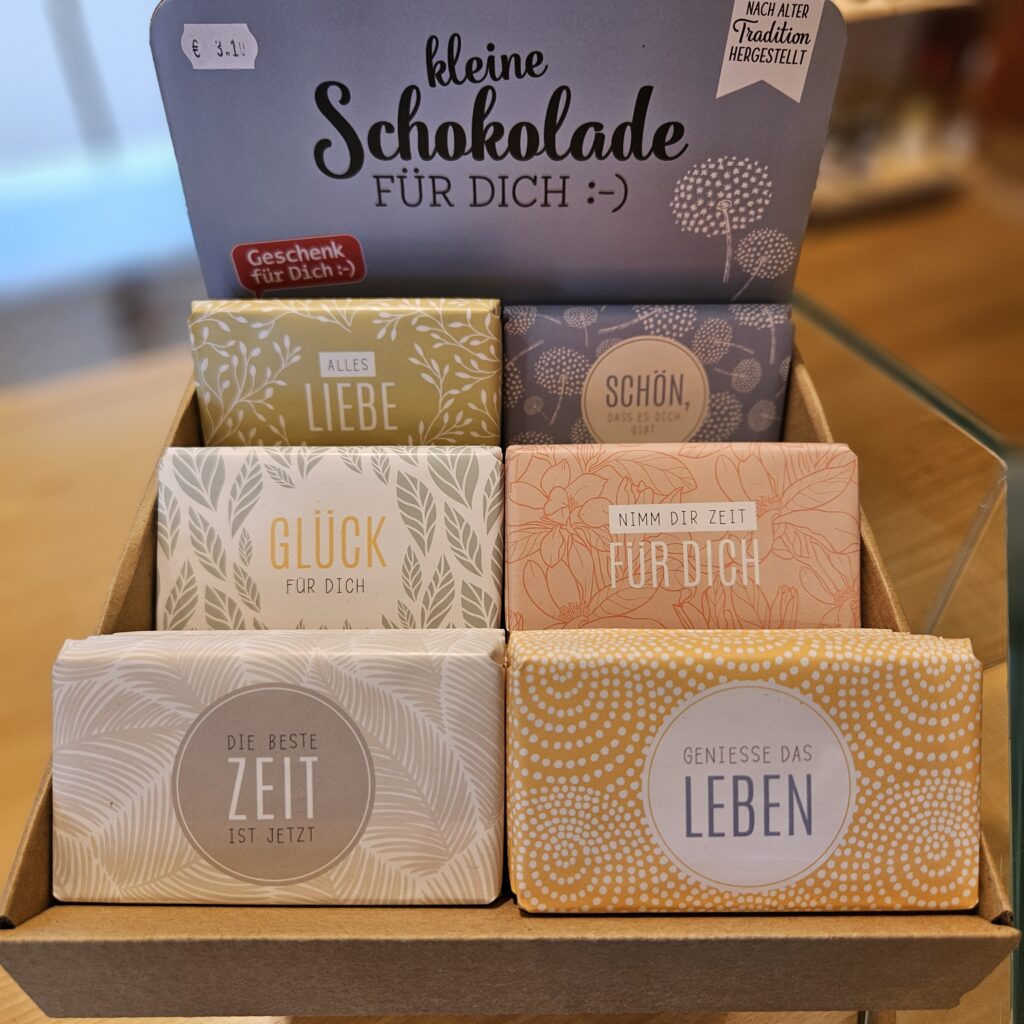 € 3.10
NACH ALTER
Tradition
HERGESTELLT
kleine
Schokolade
FÜR DICH :-)
Geschenk
für Dich :-)
ALLES
LIEBE
SCHÖN,
DASS ES DICH
GIBT
GLÜCK
FÜR DICH
NIMM DIR ZEIT
FÜR DICH
DIE BESTE
ZEIT
IST JETZT
GENIESSE DAS
LEBEN